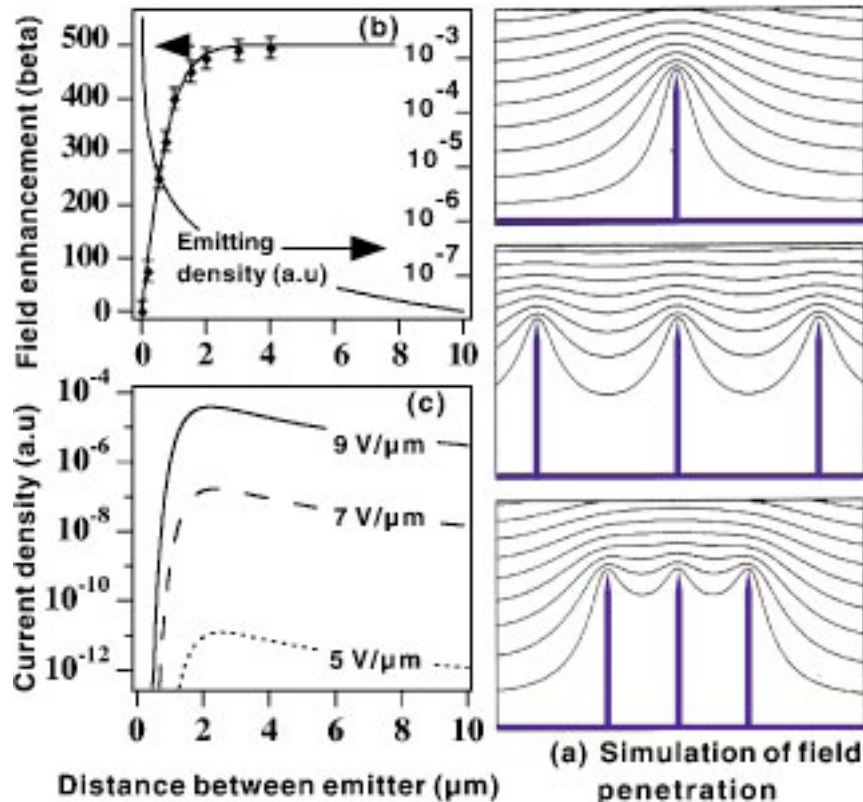 (b)
Field enhancement (beta)
500
400
300
200
100
0
10⁻³
10⁻⁴
10⁻⁵
10⁻⁶
10⁻⁷
Emitting
density (a.u)
0 2 4 6 8 10
(c)
Current density (a.u)
10⁻⁴
10⁻⁶
10⁻⁸
10⁻¹⁰
10⁻¹²
9 V/µm
7 V/µm
5 V/µm
0 2 4 6 8 10
Distance between emitter (µm)
(a) Simulation of field
penetration